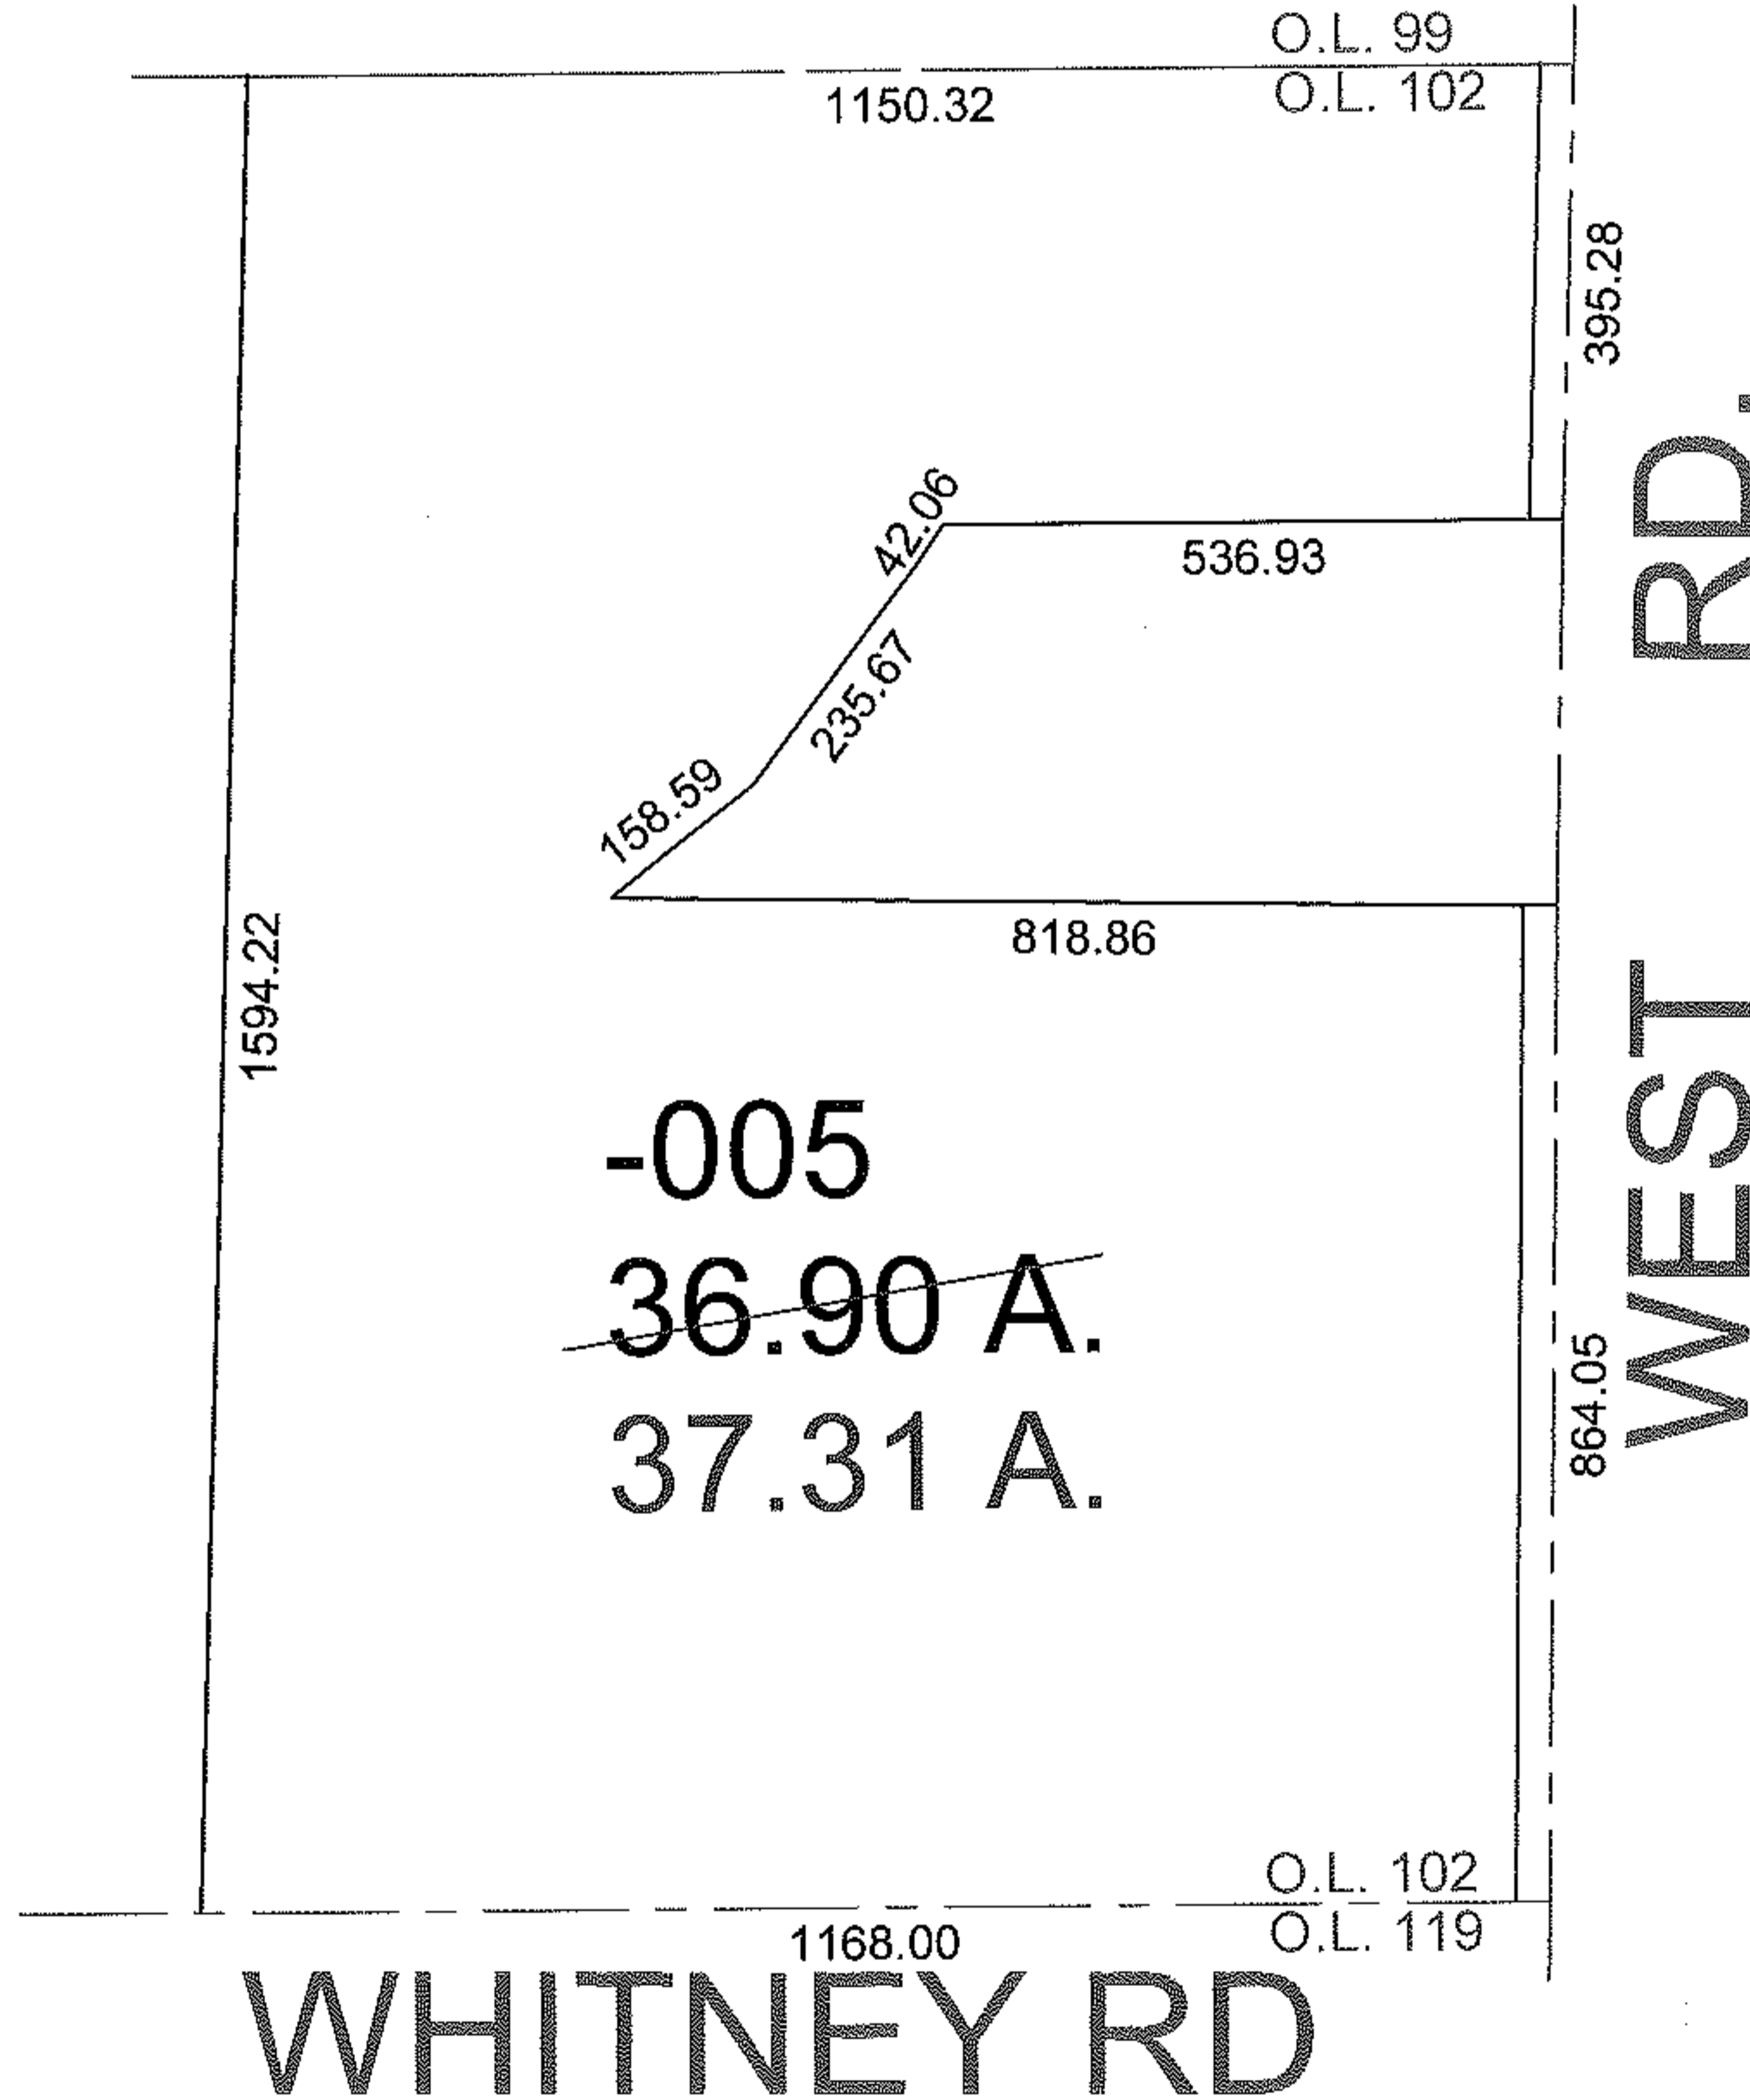 O.L. 99
1150.32
O.L. 102
395.28
WEST RD.
42.06
536.93
235.67
158.59
818.86
1594.22
-005
36.90 A.
37.31 A.
864.05
O.L. 102
1168.00
O.L. 119
WHITNEY RD